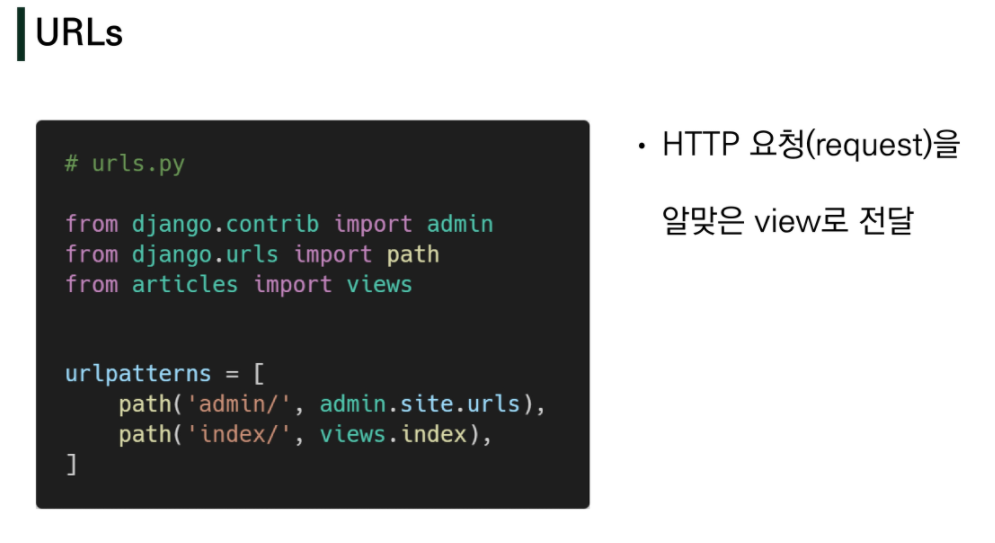 URLs
# urls.py
from django.contrib import admin
from django.urls import path
from articles import views
urlpatterns = [
    path('admin/', admin.site.urls),
    path('index/', views.index),
]
• HTTP 요청(request)을
알맞은 view로 전달